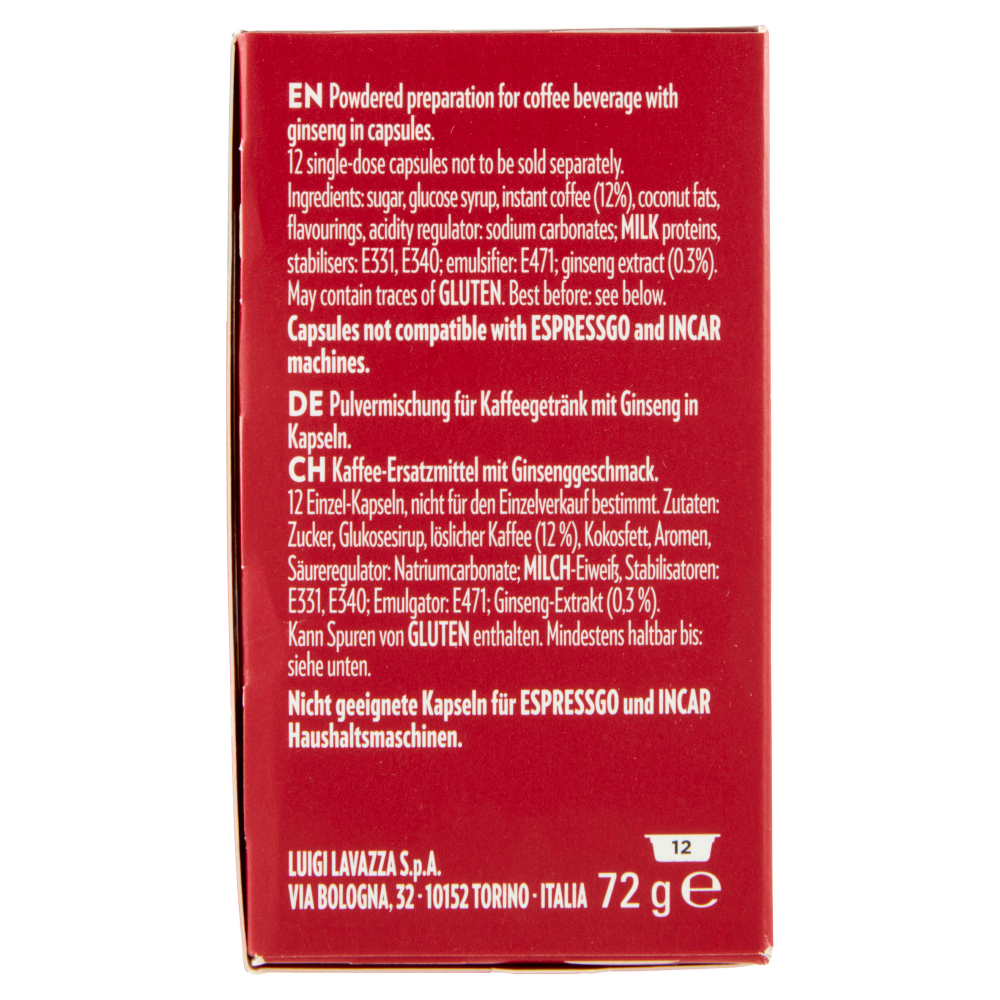 EN Powdered preparation for coffee beverage with
ginseng in capsules.
12 single-dose capsules not to be sold separately.
Ingredients: sugar, glucose syrup, instant coffee (12%), coconut fats,
flavourings, acidity regulator: sodium carbonates; MILK proteins,
stabilisers: E331, E340; emulsifier: E471; ginseng extract (0.3%).
May contain traces of GLUTEN. Best before: see below.
Capsules not compatible with ESPRESSGO and INCAR
machines.
DE Pulvermischung für Kaffeegetränk mit Ginseng in
Kapseln.
CH Kaffee-Ersatzmittel mit Ginsenggeschmack.
12 Einzel-Kapseln, nicht für den Einzelverkauf bestimmt. Zutaten:
Zucker, Glukosesirup, löslicher Kaffee (12 %), Kokosfett, Aromen,
Säureregulator: Natriumcarbonate; MILCH-Eiweiß, Stabilisatoren:
E331, E340; Emulgator: E471; Ginseng-Extrakt (0,3 %).
Kann Spuren von GLUTEN enthalten. Mindestens haltbar bis:
siehe unten.
Nicht geeignete Kapseln für ESPRESSGO und INCAR
Haushaltsmaschinen.
12
LUIGI LAVAZZA S.p.A.
VIA BOLOGNA, 32 · 10152 TORINO · ITALIA 72 g ℮